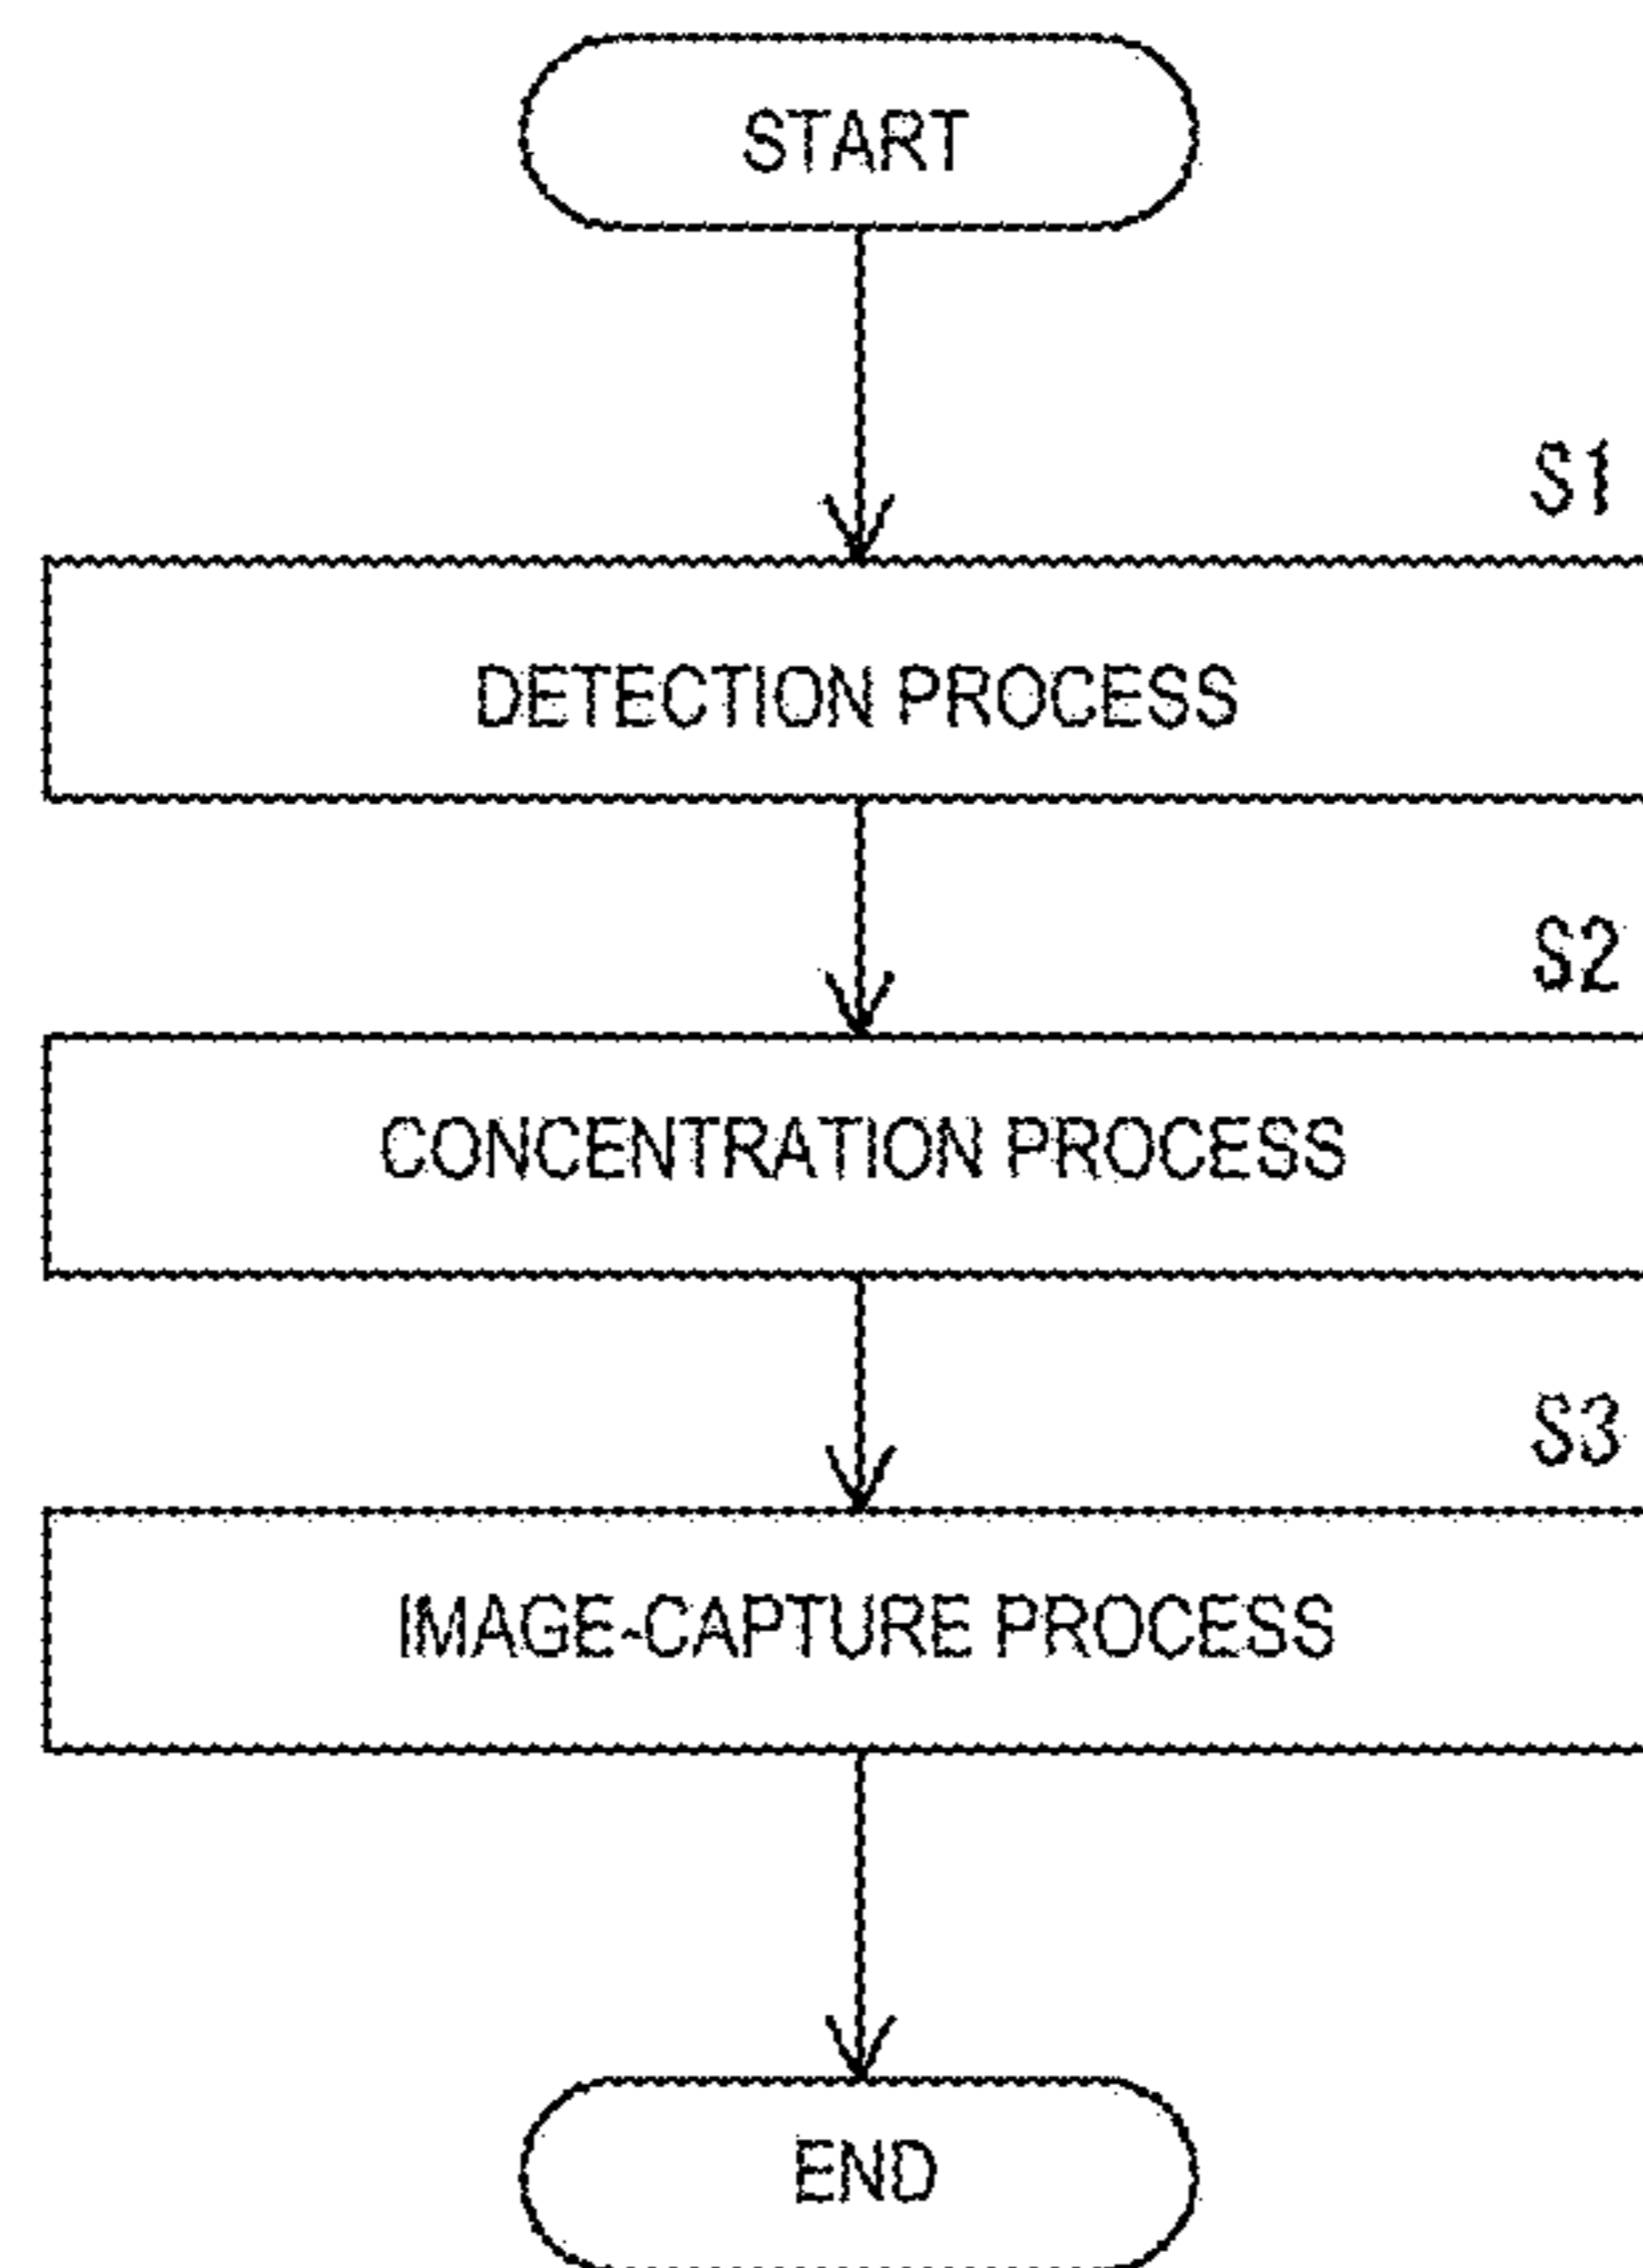 START
S1
DETECTION PROCESS
S2
CONCENTRATION PROCESS
S3
IMAGE-CAPTURE PROCESS
END